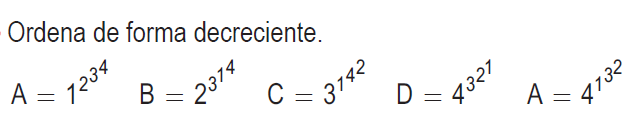 - Ordena de forma decreciente.
A = 1^{2^{3^{4}}} B = 2^{3^{1^{4}}} C = 3^{1^{4^{2}}} D = 4^{3^{2^{1}}} A = 4^{1^{3^{2}}}